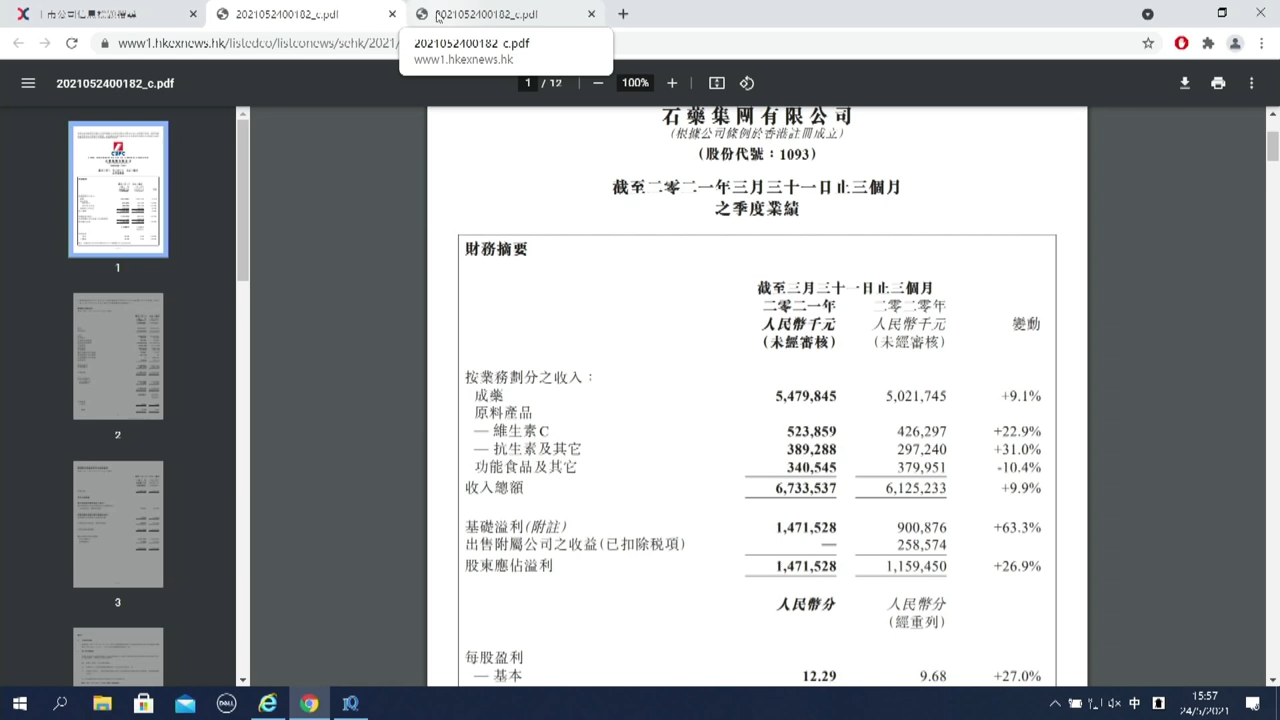 2021052400182_c.pdf
2021052400182_c.pdf
www1.hkexnews.hk/listedco/listconews/sehk/2021/
2021052400182_c.pdf
www1.hkexnews.hk
2021052400182_c.pdf
1 / 12
100%
石藥集團有限公司
(根據公司條例於香港註冊成立)
(股份代號：1093)
截至二零二一年三月三十一日止三個月
之季度業績
財務摘要
截至三月三十一日止三個月
二零二一年 二零二零年
人民幣千元 人民幣千元 變動
(未經審核) (未經審核)
按業務劃分之收入：
成藥 5,479,845 5,021,745 +9.1%
原料產品
— 維生素C 523,859 426,297 +22.9%
— 抗生素及其它 389,288 297,240 +31.0%
功能食品及其它 340,545 379,951 -10.4%
收入總額 6,733,537 6,125,233 +9.9%
基礎溢利(附註) 1,471,528 900,876 +63.3%
出售附屬公司之收益(已扣除税項) — 258,574
股東應佔溢利 1,471,528 1,159,450 +26.9%
人民幣分 人民幣分
(經重列)
每股盈利
— 基本 12.29 9.68 +27.0%
1
2
3
DELL
中
15:57
24/5/2021